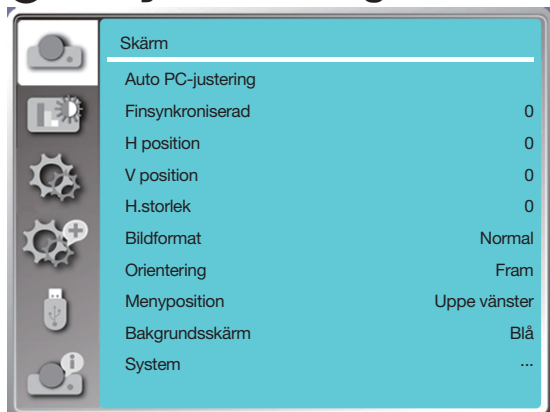 Skärm
Auto PC-justering
Finsynkroniserad 0
H position 0
V position 0
H.storlek 0
Bildformat Normal
Orientering Fram
Menyposition Uppe vänster
Bakgrundsskärm Blå
System ...